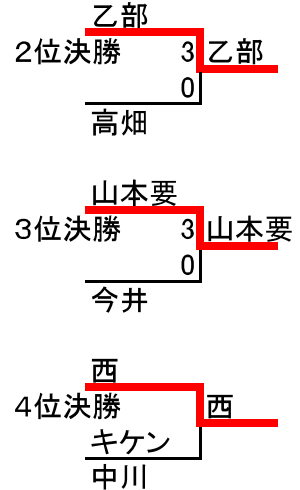 乙部
2位決勝 3 乙部
0
高畑
山本要
3位決勝 3 山本要
0
今井
西
4位決勝 西
キケン
中川